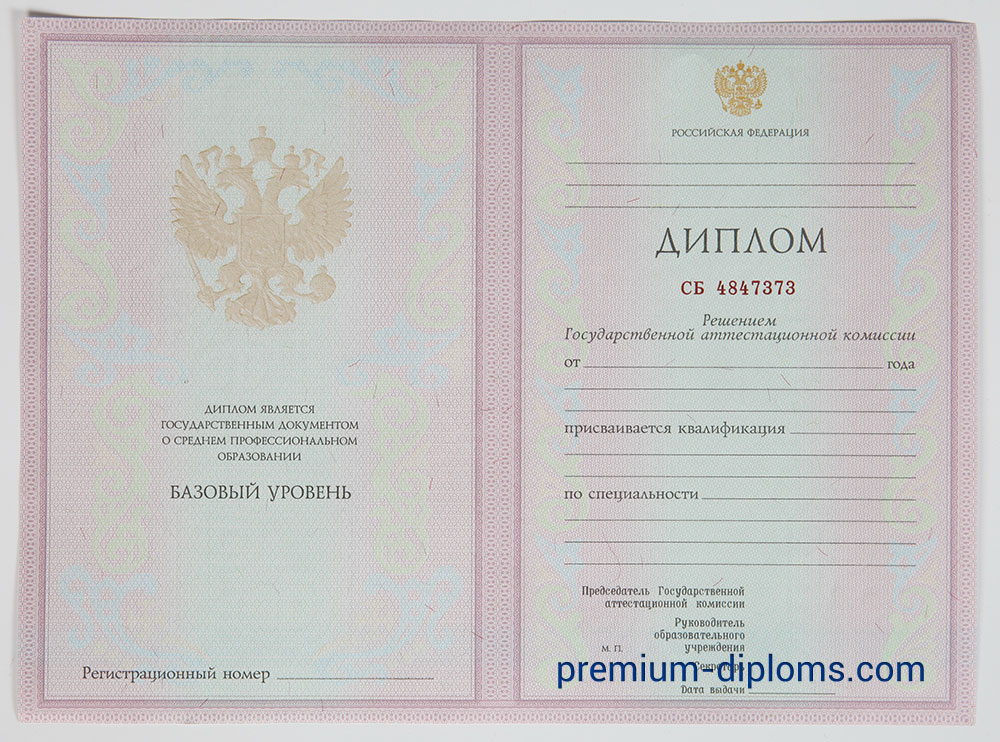 ДИПЛОМ ЯВЛЯЕТСЯ
ГОСУДАРСТВЕННЫМ ДОКУМЕНТОМ
О СРЕДНЕМ ПРОФЕССИОНАЛЬНОМ
ОБРАЗОВАНИИ
БАЗОВЫЙ УРОВЕНЬ
Регистрационный номер
РОССИЙСКАЯ ФЕДЕРАЦИЯ
ДИПЛОМ
СБ 4847373
Решением
Государственной аттестационной комиссии
от года
присваивается квалификация
по специальности
Председатель Государственной
аттестационной комиссии
Руководитель
образовательного
М. П. учреждения
Секретарь
premium-diploms.com
Дата выдачи